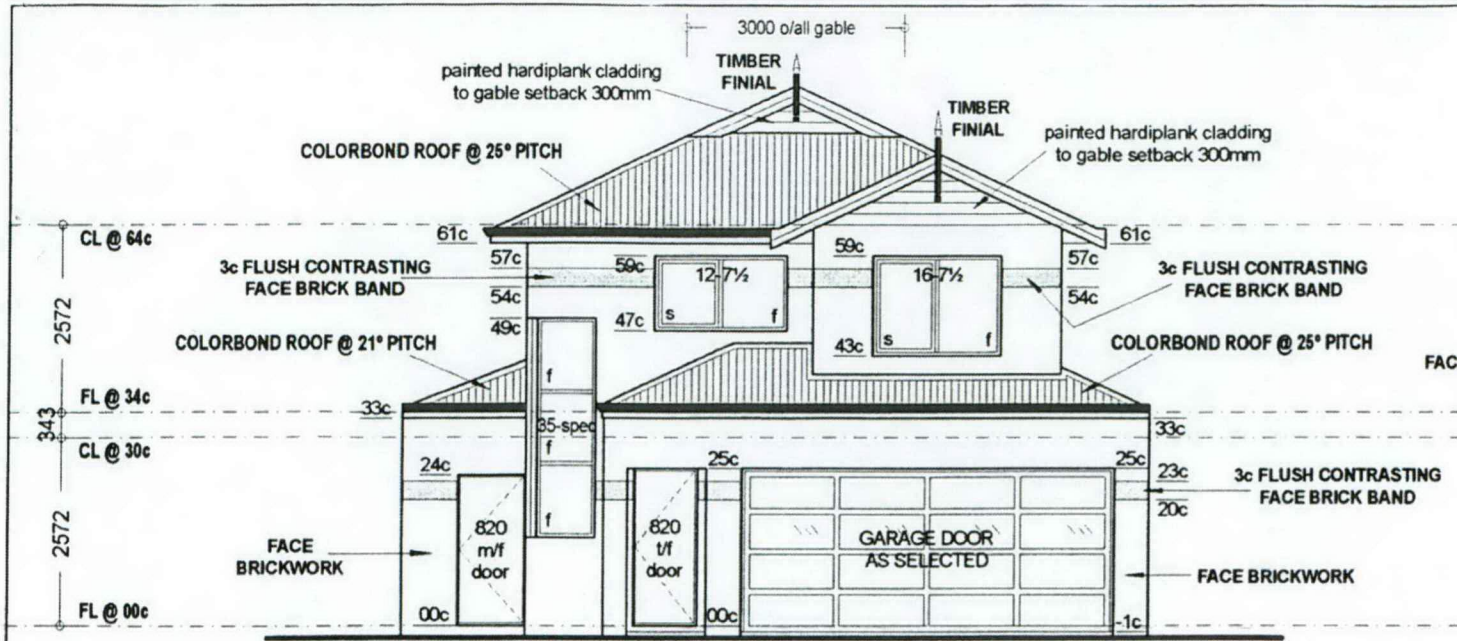 3000 o/all gable
TIMBER
FINIAL
painted hardiplank cladding
to gable setback 300mm
TIMBER
FINIAL
painted hardiplank cladding
to gable setback 300mm
COLORBOND ROOF @ 25° PITCH
CL @ 64c
61c
61c
57c
59c
12-7½
59c
16-7½
57c
3c FLUSH CONTRASTING
FACE BRICK BAND
3c FLUSH CONTRASTING
FACE BRICK BAND
54c
54c
2572
49c
47c
s
f
43c
s
f
COLORBOND ROOF @ 21° PITCH
COLORBOND ROOF @ 25° PITCH
FAC
f
FL @ 34c
33c
33c
343
35-spec
f
CL @ 30c
24c
25c
25c
23c
20c
3c FLUSH CONTRASTING
FACE BRICK BAND
2572
820
m/f
door
f
820
t/f
door
GARAGE DOOR
AS SELECTED
FACE
BRICKWORK
FACE BRICKWORK
FL @ 00c
00c
00c
-1c